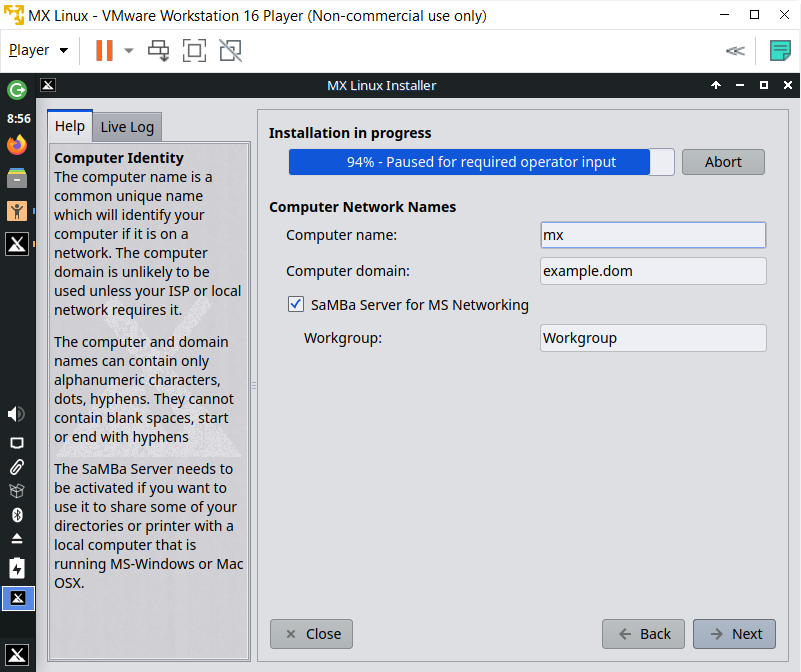 MX Linux - VMware Workstation 16 Player (Non-commercial use only)
Player
MX Linux Installer
8:56
Help
Live Log
Computer Identity
The computer name is a
common unique name
which will identify your
computer if it is on a
network. The computer
domain is unlikely to be
used unless your ISP or local
network requires it.
The computer and domain
names can contain only
alphanumeric characters,
dots, hyphens. They cannot
contain blank spaces, start
or end with hyphens
The SaMBa Server needs to
be activated if you want to
use it to share some of your
directories or printer with a
local computer that is
running MS-Windows or Mac
OSX.
Installation in progress
94% - Paused for required operator input
Abort
Computer Network Names
Computer name:
mx
Computer domain:
example.dom
SaMBa Server for MS Networking
Workgroup:
Workgroup
Close
Back
Next